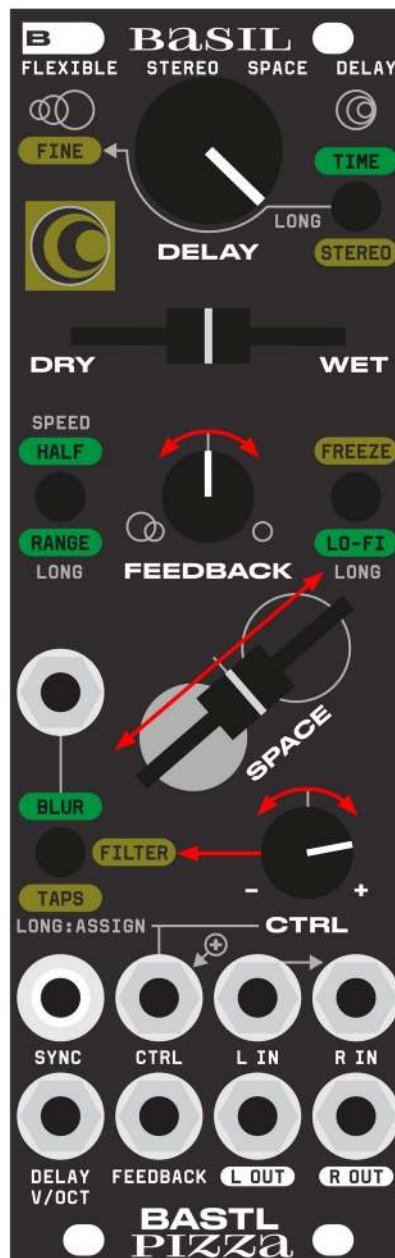 B BASIL
FLEXIBLE STEREO SPACE DELAY
FINE
TIME
LONG
STEREO
DELAY
DRY WET
SPEED
HALF
FREEZE
RANGE
LO-FI
LONG
FEEDBACK
LONG
SPACE
BLUR
FILTER
TAPS
- +
LONG:ASSIGN
CTRL
SYNC CTRL L IN R IN
DELAY V/OCT
FEEDBACK L OUT R OUT
BASTL
PIZZA